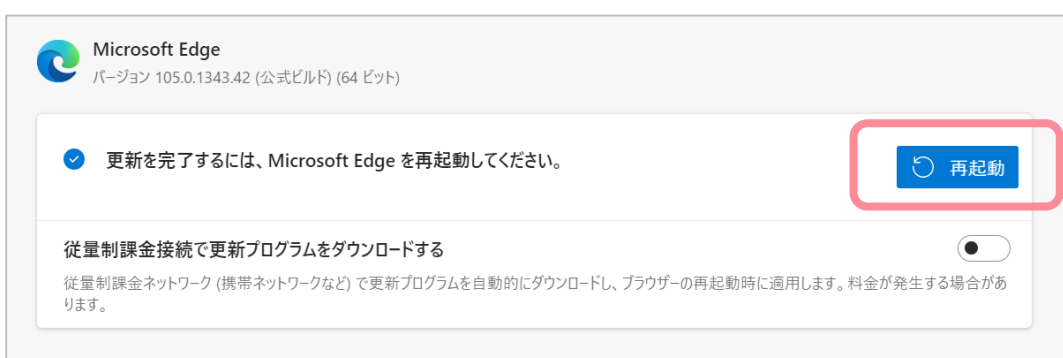 Microsoft Edge
バージョン 105.0.1343.42 (公式ビルド) (64 ビット)
更新を完了するには、Microsoft Edge を再起動してください。
再起動
従量制課金接続で更新プログラムをダウンロードする
従量制課金ネットワーク (携帯ネットワークなど) で更新プログラムを自動的にダウンロードし、ブラウザーの再起動時に適用します。料金が発生する場合があ
ります。